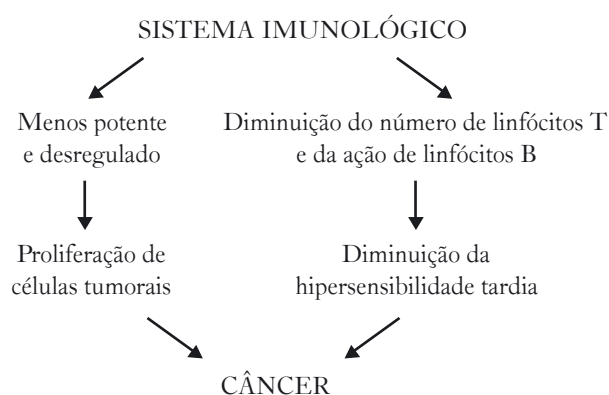 SISTEMA IMUNOLÓGICO
Menos potente
e desregulado
Diminuição do número de linfócitos T
e da ação de linfócitos B
Proliferação de
células tumorais
Diminuição da
hipersensibilidade tardia
CÂNCER